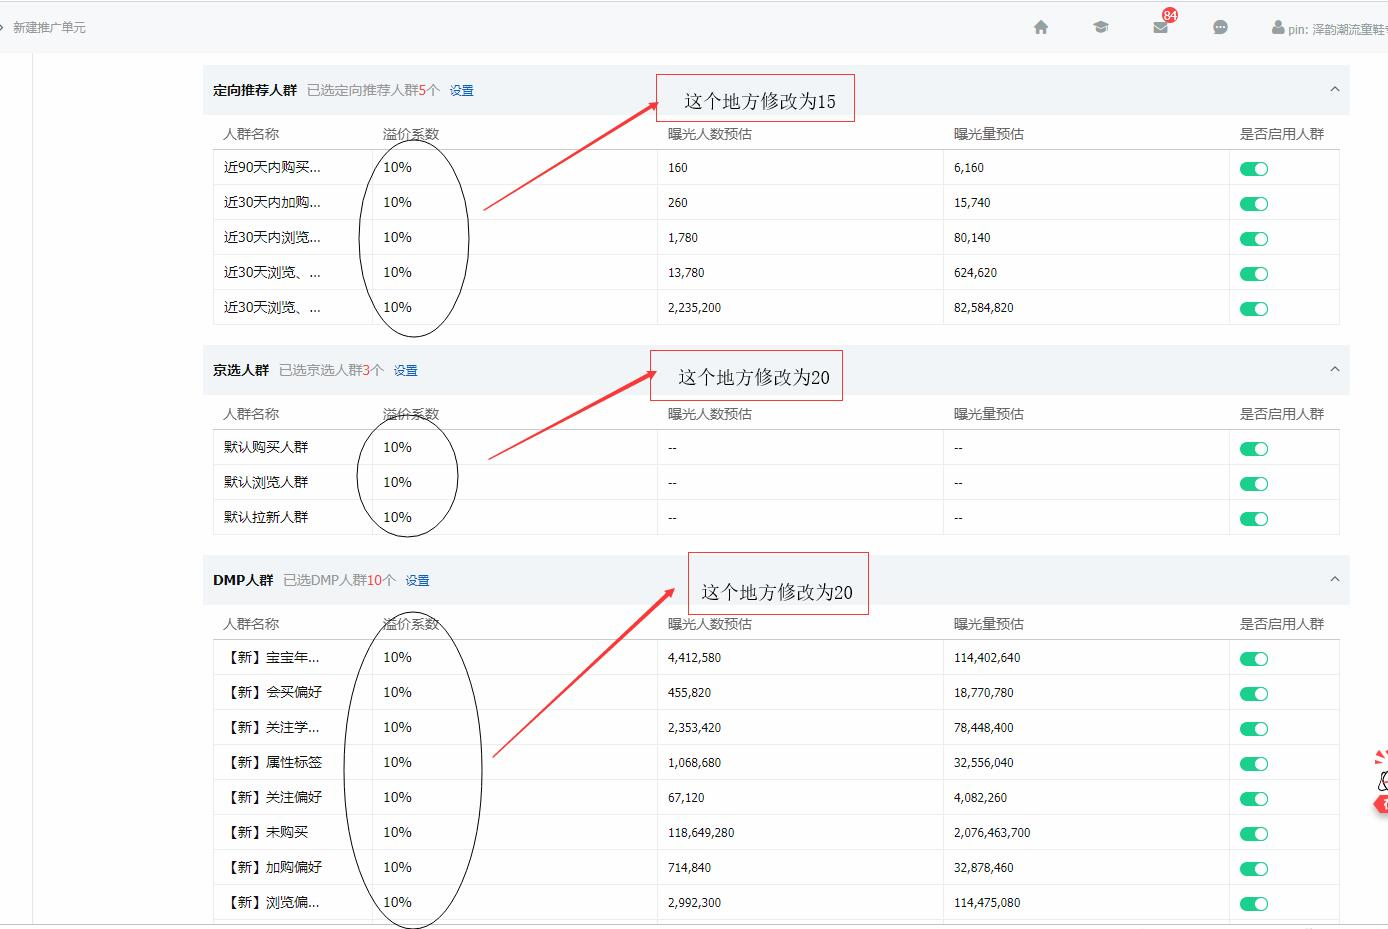 新建推广单元
84
pin: 泽韵潮流童鞋
定向推荐人群 已选定向推荐人群5个 设置
这个地方修改为15
人群名称 溢价系数 曝光人数预估 曝光量预估 是否启用人群
近90天内购买... 10% 160 6,160
近30天内加购... 10% 260 15,740
近30天内浏览... 10% 1,780 80,140
近30天浏览、... 10% 13,780 624,620
近30天浏览、... 10% 2,235,200 82,584,820
京选人群 已选京选人群3个 设置
这个地方修改为20
人群名称 溢价系数 曝光人数预估 曝光量预估 是否启用人群
默认购买人群 10% -- --
默认浏览人群 10% -- --
默认拉新人群 10% -- --
DMP人群 已选DMP人群10个 设置
这个地方修改为20
人群名称 溢价系数 曝光人数预估 曝光量预估 是否启用人群
【新】宝宝年... 10% 4,412,580 114,402,640
【新】会买偏好 10% 455,820 18,770,780
【新】关注学... 10% 2,353,420 78,448,400
【新】属性标签 10% 1,068,680 32,556,040
【新】关注偏好 10% 67,120 4,082,260
【新】未购买 10% 118,649,280 2,076,463,700
【新】加购偏好 10% 714,840 32,878,460
【新】浏览偏... 10% 2,992,300 114,475,080